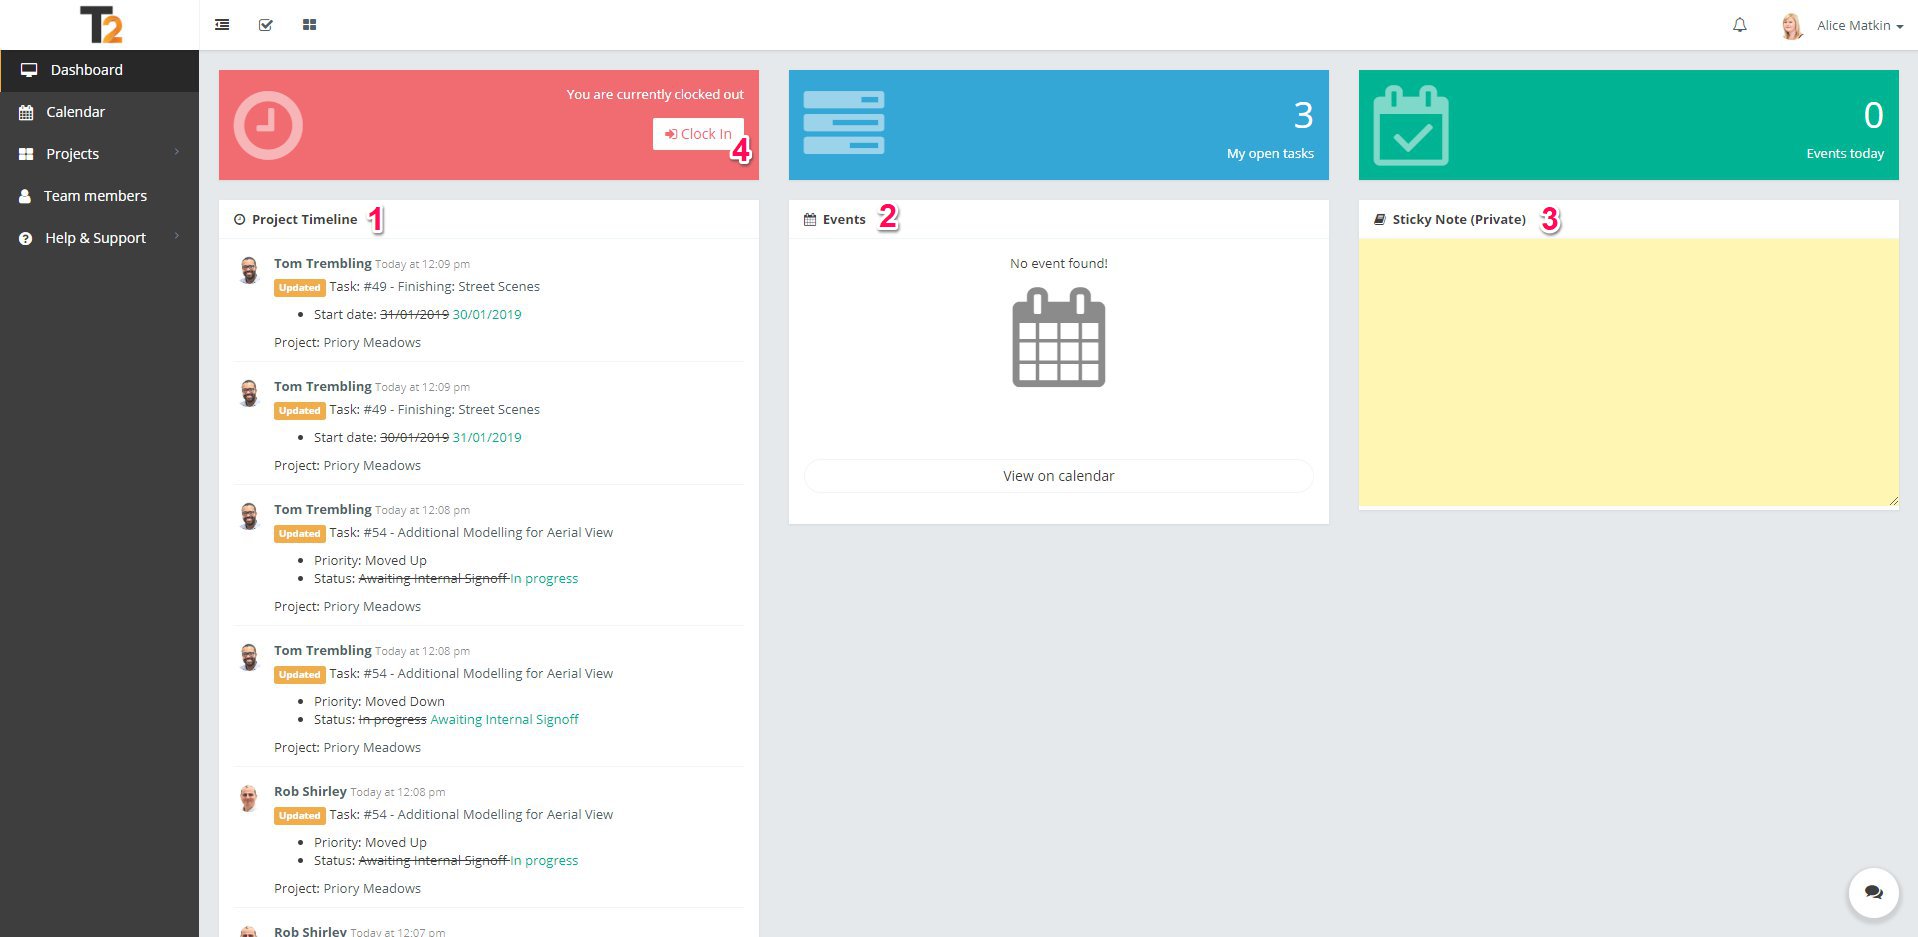 T2
Alice Matkin
Dashboard
Calendar
Projects
Team members
Help & Support
You are currently clocked out
Clock In
4
3
My open tasks
0
Events today
Project Timeline 1
Tom Trembling Today at 12:09 pm
Updated Task: #49 - Finishing: Street Scenes
Start date: 31/01/2019 30/01/2019
Project: Priory Meadows
Tom Trembling Today at 12:09 pm
Updated Task: #49 - Finishing: Street Scenes
Start date: 30/01/2019 31/01/2019
Project: Priory Meadows
Tom Trembling Today at 12:08 pm
Updated Task: #54 - Additional Modelling for Aerial View
Priority: Moved Up
Status: Awaiting Internal Signoff In progress
Project: Priory Meadows
Tom Trembling Today at 12:08 pm
Updated Task: #54 - Additional Modelling for Aerial View
Priority: Moved Down
Status: In progress Awaiting Internal Signoff
Project: Priory Meadows
Rob Shirley Today at 12:08 pm
Updated Task: #54 - Additional Modelling for Aerial View
Priority: Moved Up
Status: Awaiting Internal Signoff In progress
Project: Priory Meadows
Rob Shirley Today at 12:07 pm
Events 2
No event found!
View on calendar
Sticky Note (Private) 3